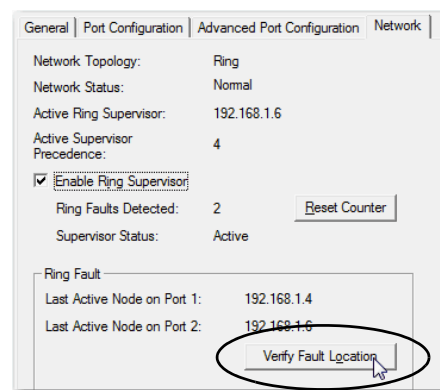 General Port Configuration Advanced Port Configuration Network
Network Topology: Ring
Network Status: Normal
Active Ring Supervisor: 192.168.1.6
Active Supervisor Precedence: 4
Enable Ring Supervisor
Ring Faults Detected: 2 Reset Counter
Supervisor Status: Active
Ring Fault
Last Active Node on Port 1: 192.168.1.4
Last Active Node on Port 2: 192.168.1.6
Verify Fault Location